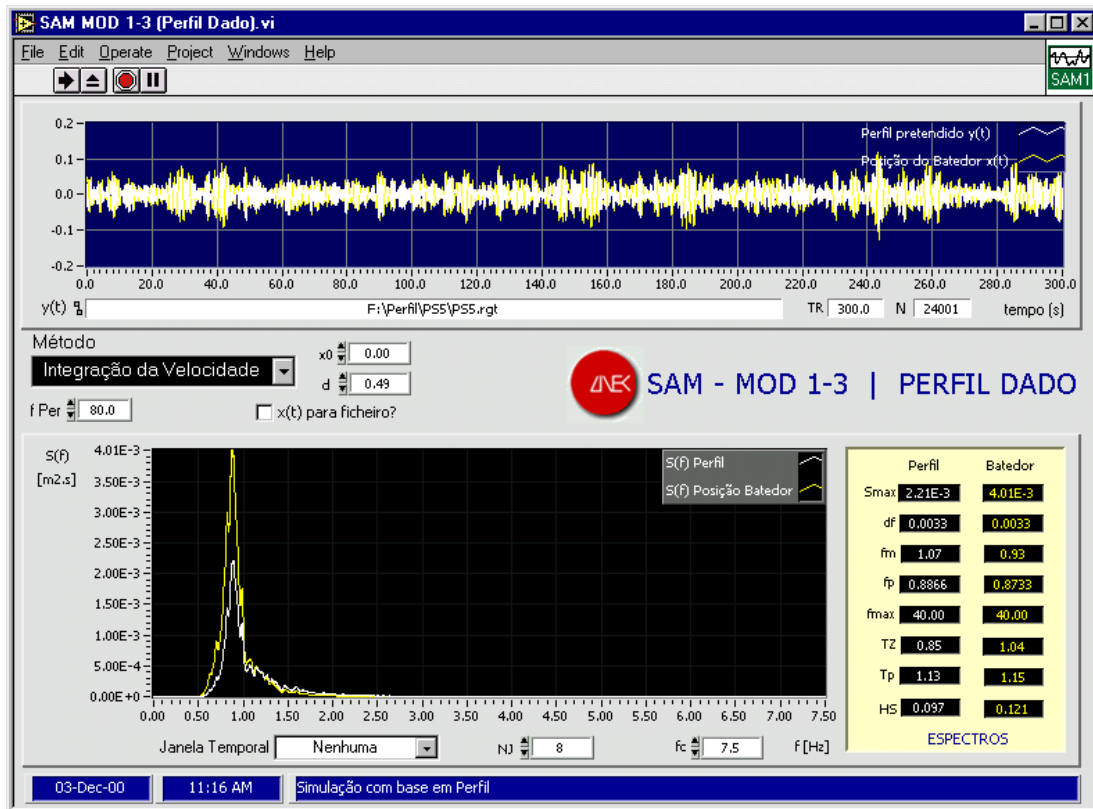 SAM MOD 1-3 (Perfil Dado).vi
File Edit Operate Project Windows Help
SAM1
Perfil pretendido y(t)
Posição do Batedor x(t)
0.2
0.1
0.0
-0.1
-0.2
0.0 20.0 40.0 60.0 80.0 100.0 120.0 140.0 160.0 180.0 200.0 220.0 240.0 260.0 280.0 300.0
y(t) F:\Perfil\PS5\PS5.rgt TR 300.0 N 24001 tempo (s)
Método
Integração da Velocidade
x0 0.00
d 0.49
f Per 80.0
x(t) para ficheiro?
LNEC SAM - MOD 1-3 | PERFIL DADO
S(f)
[m2.s]
4.01E-3
3.50E-3
3.00E-3
2.50E-3
2.00E-3
1.50E-3
1.00E-3
5.00E-4
0.00E+0
0.00 0.50 1.00 1.50 2.00 2.50 3.00 3.50 4.00 4.50 5.00 5.50 6.00 6.50 7.00 7.50
S(f) Perfil
S(f) Posição Batedor
Janela Temporal Nenhuma NJ 8 fc 7.5 f [Hz]
Perfil Batedor
Smax 2.21E-3 4.01E-3
df 0.0033 0.0033
fm 1.07 0.93
fp 0.8866 0.8733
fmax 40.00 40.00
TZ 0.85 1.04
Tp 1.13 1.15
HS 0.097 0.121
ESPECTROS
03-Dec-00 11:16 AM Simulação com base em Perfil